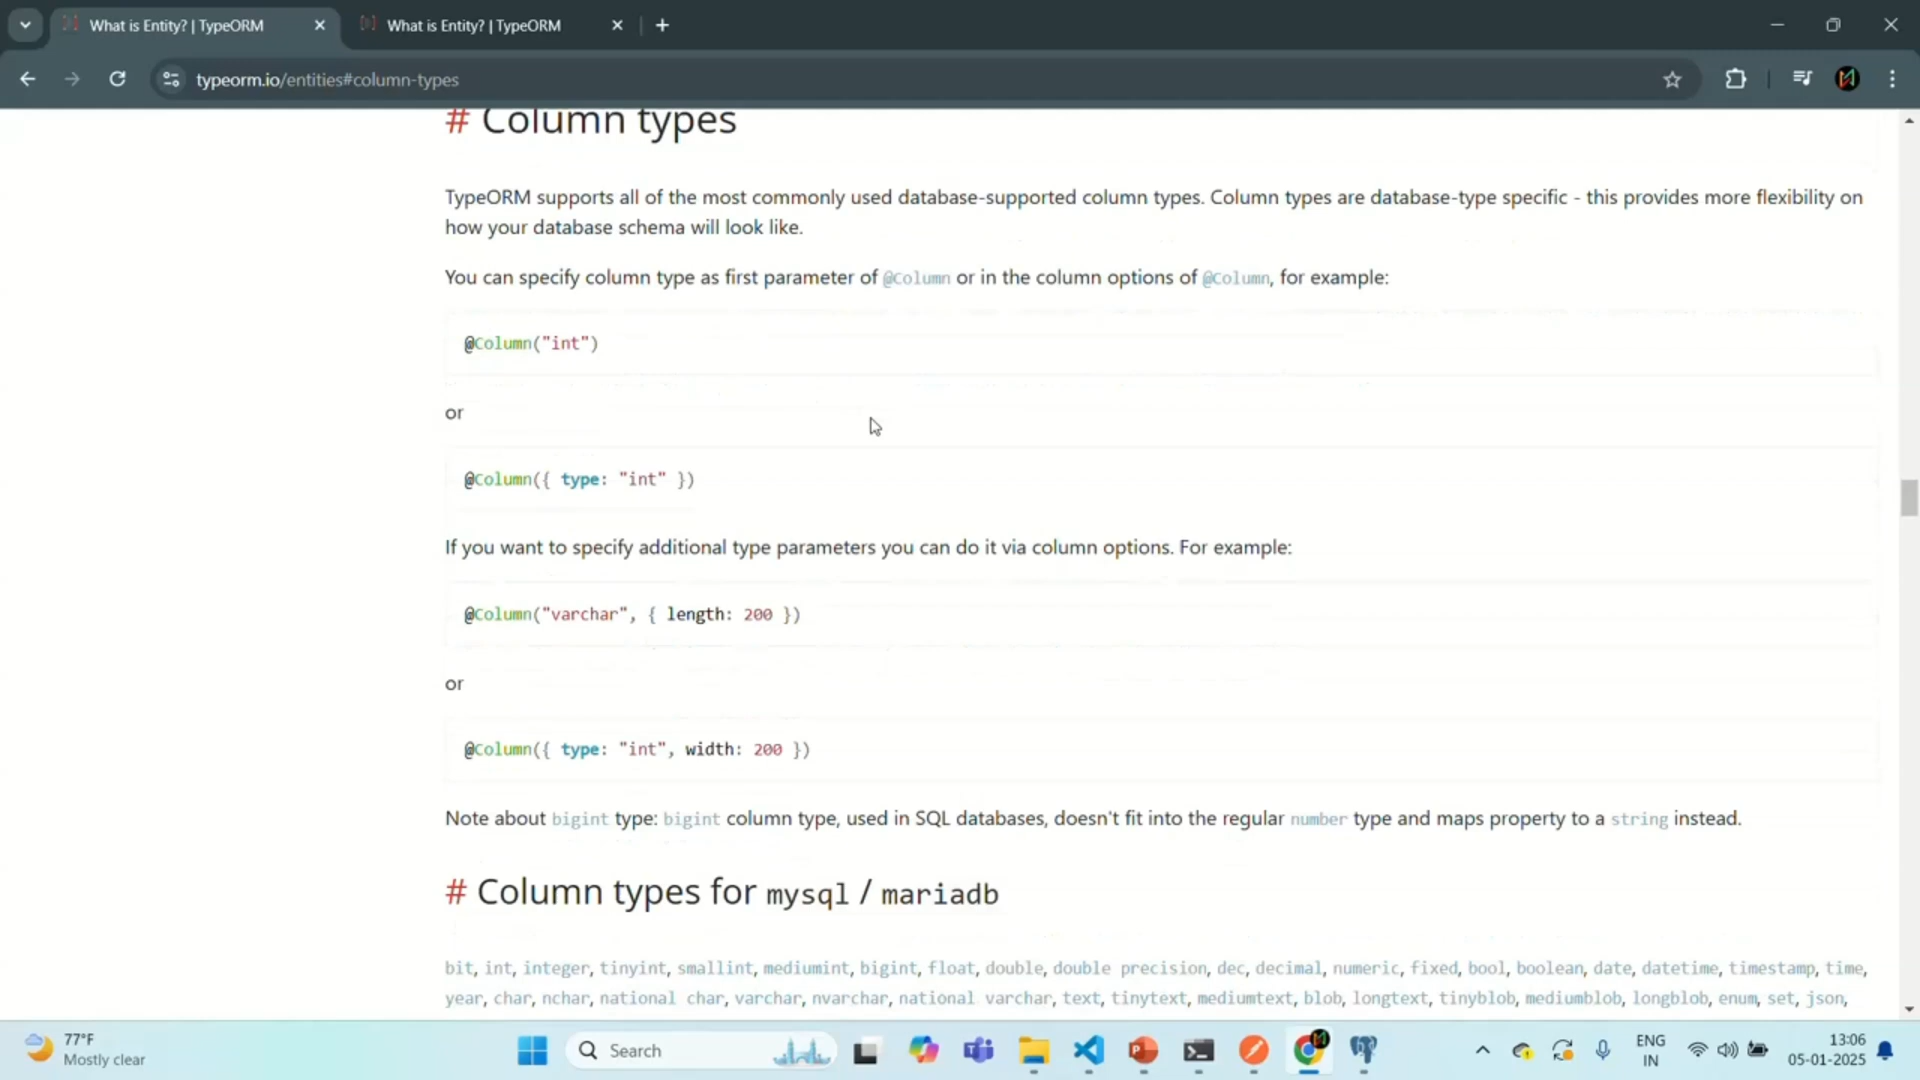 What is Entity? | TypeORM
What is Entity? | TypeORM
typeorm.io/entities#column-types
# Column types
TypeORM supports all of the most commonly used database-supported column types. Column types are database-type specific - this provides more flexibility on
how your database schema will look like.
You can specify column type as first parameter of @Column or in the column options of @Column, for example:
@Column("int")
or
@Column({ type: "int" })
If you want to specify additional type parameters you can do it via column options. For example:
@Column("varchar", { length: 200 })
or
@Column({ type: "int", width: 200 })
Note about bigint type: bigint column type, used in SQL databases, doesn't fit into the regular number type and maps property to a string instead.
# Column types for mysql / mariadb
bit, int, integer, tinyint, smallint, mediumint, bigint, float, double, double precision, dec, decimal, numeric, fixed, bool, boolean, date, datetime, timestamp, time,
year, char, nchar, national char, varchar, nvarchar, national varchar, text, tinytext, mediumtext, blob, longtext, tinyblob, mediumblob, longblob, enum, set, json,
77°F
Mostly clear
Search
ENG
IN
13:06
05-01-2025